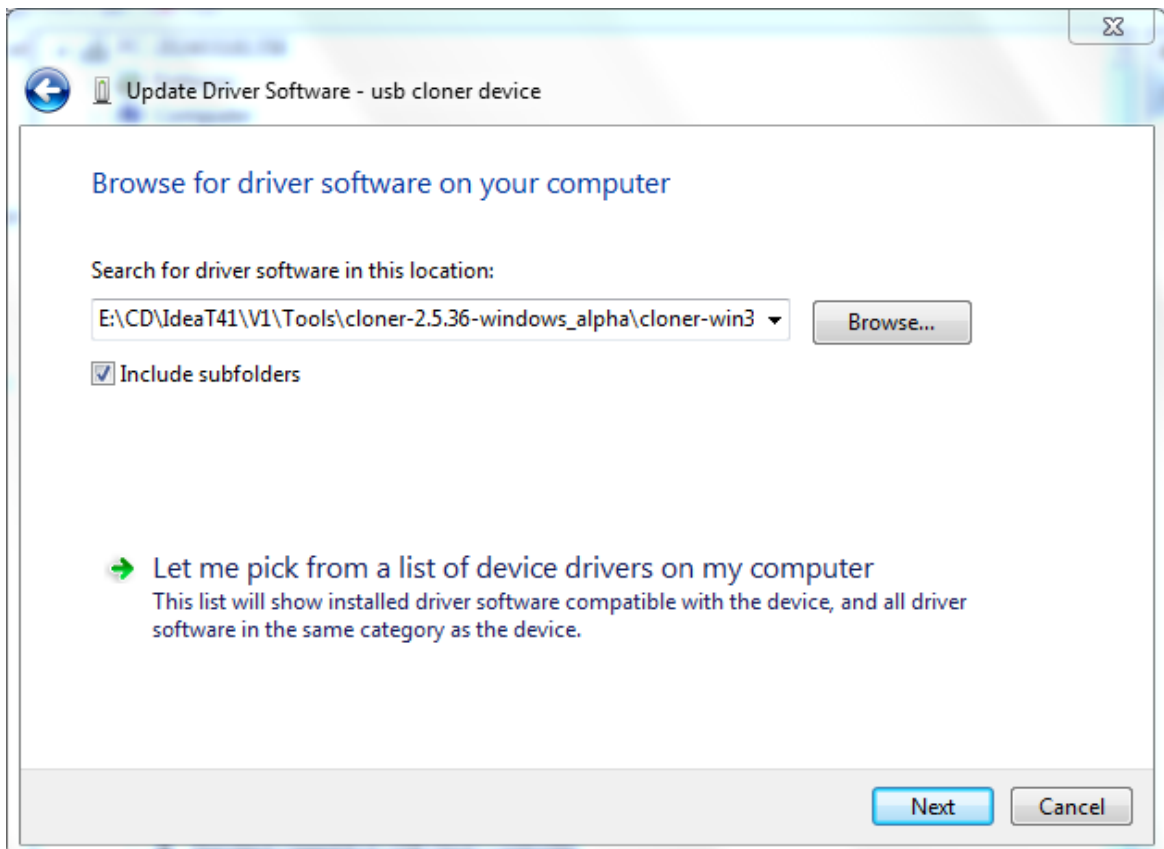 Update Driver Software - usb cloner device
Browse for driver software on your computer
Search for driver software in this location:
E:\CD\IdeaT41\V1\Tools\cloner-2.5.36-windows_alpha\cloner-win3
Browse...
Include subfolders
Let me pick from a list of device drivers on my computer
This list will show installed driver software compatible with the device, and all driver
software in the same category as the device.
Next
Cancel